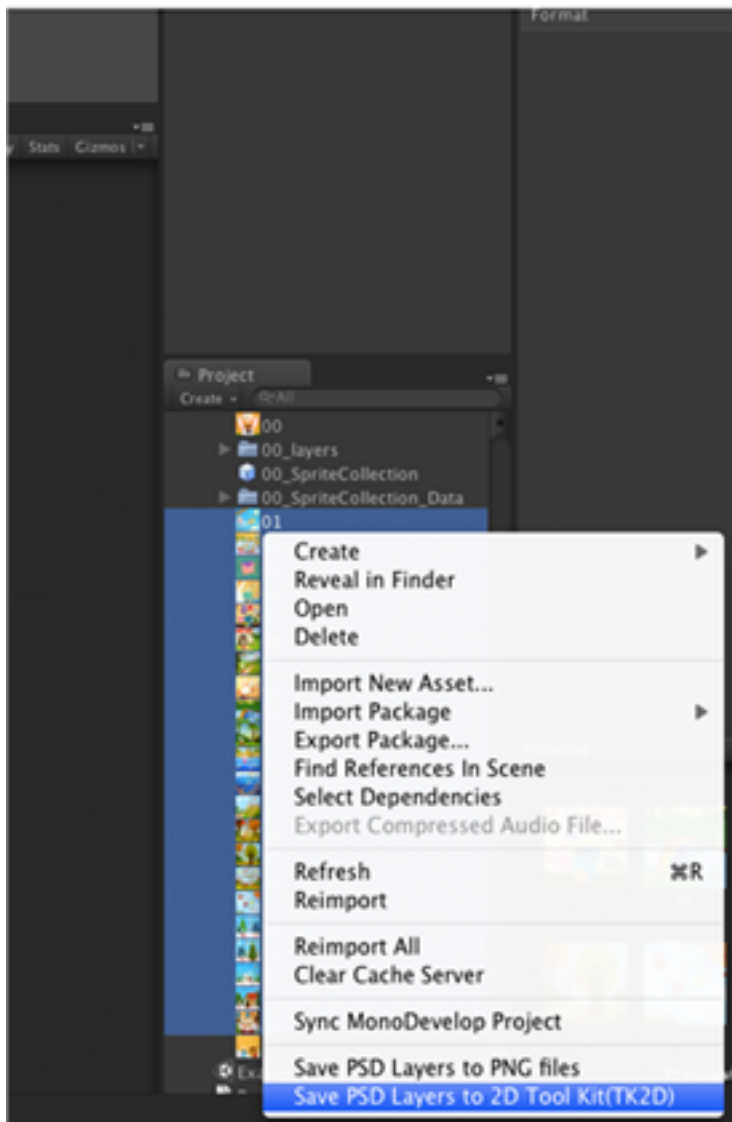 Format
Stats Gizmos
Project
Create All
00
00_layers
00_SpriteCollection
00_SpriteCollection_Data
01
Create
Reveal in Finder
Open
Delete
Import New Asset...
Import Package
Export Package...
Find References In Scene
Select Dependencies
Export Compressed Audio File...
Refresh ⌘R
Reimport
Reimport All
Clear Cache Server
Sync MonoDevelop Project
Save PSD Layers to PNG files
Save PSD Layers to 2D Tool Kit(TK2D)